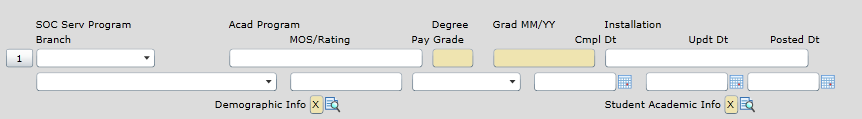 SOC Serv Program Acad Program Degree Grad MM/YY Installation
Branch MOS/Rating Pay Grade Cmpl Dt Updt Dt Posted Dt
1
Demographic Info X Student Academic Info X